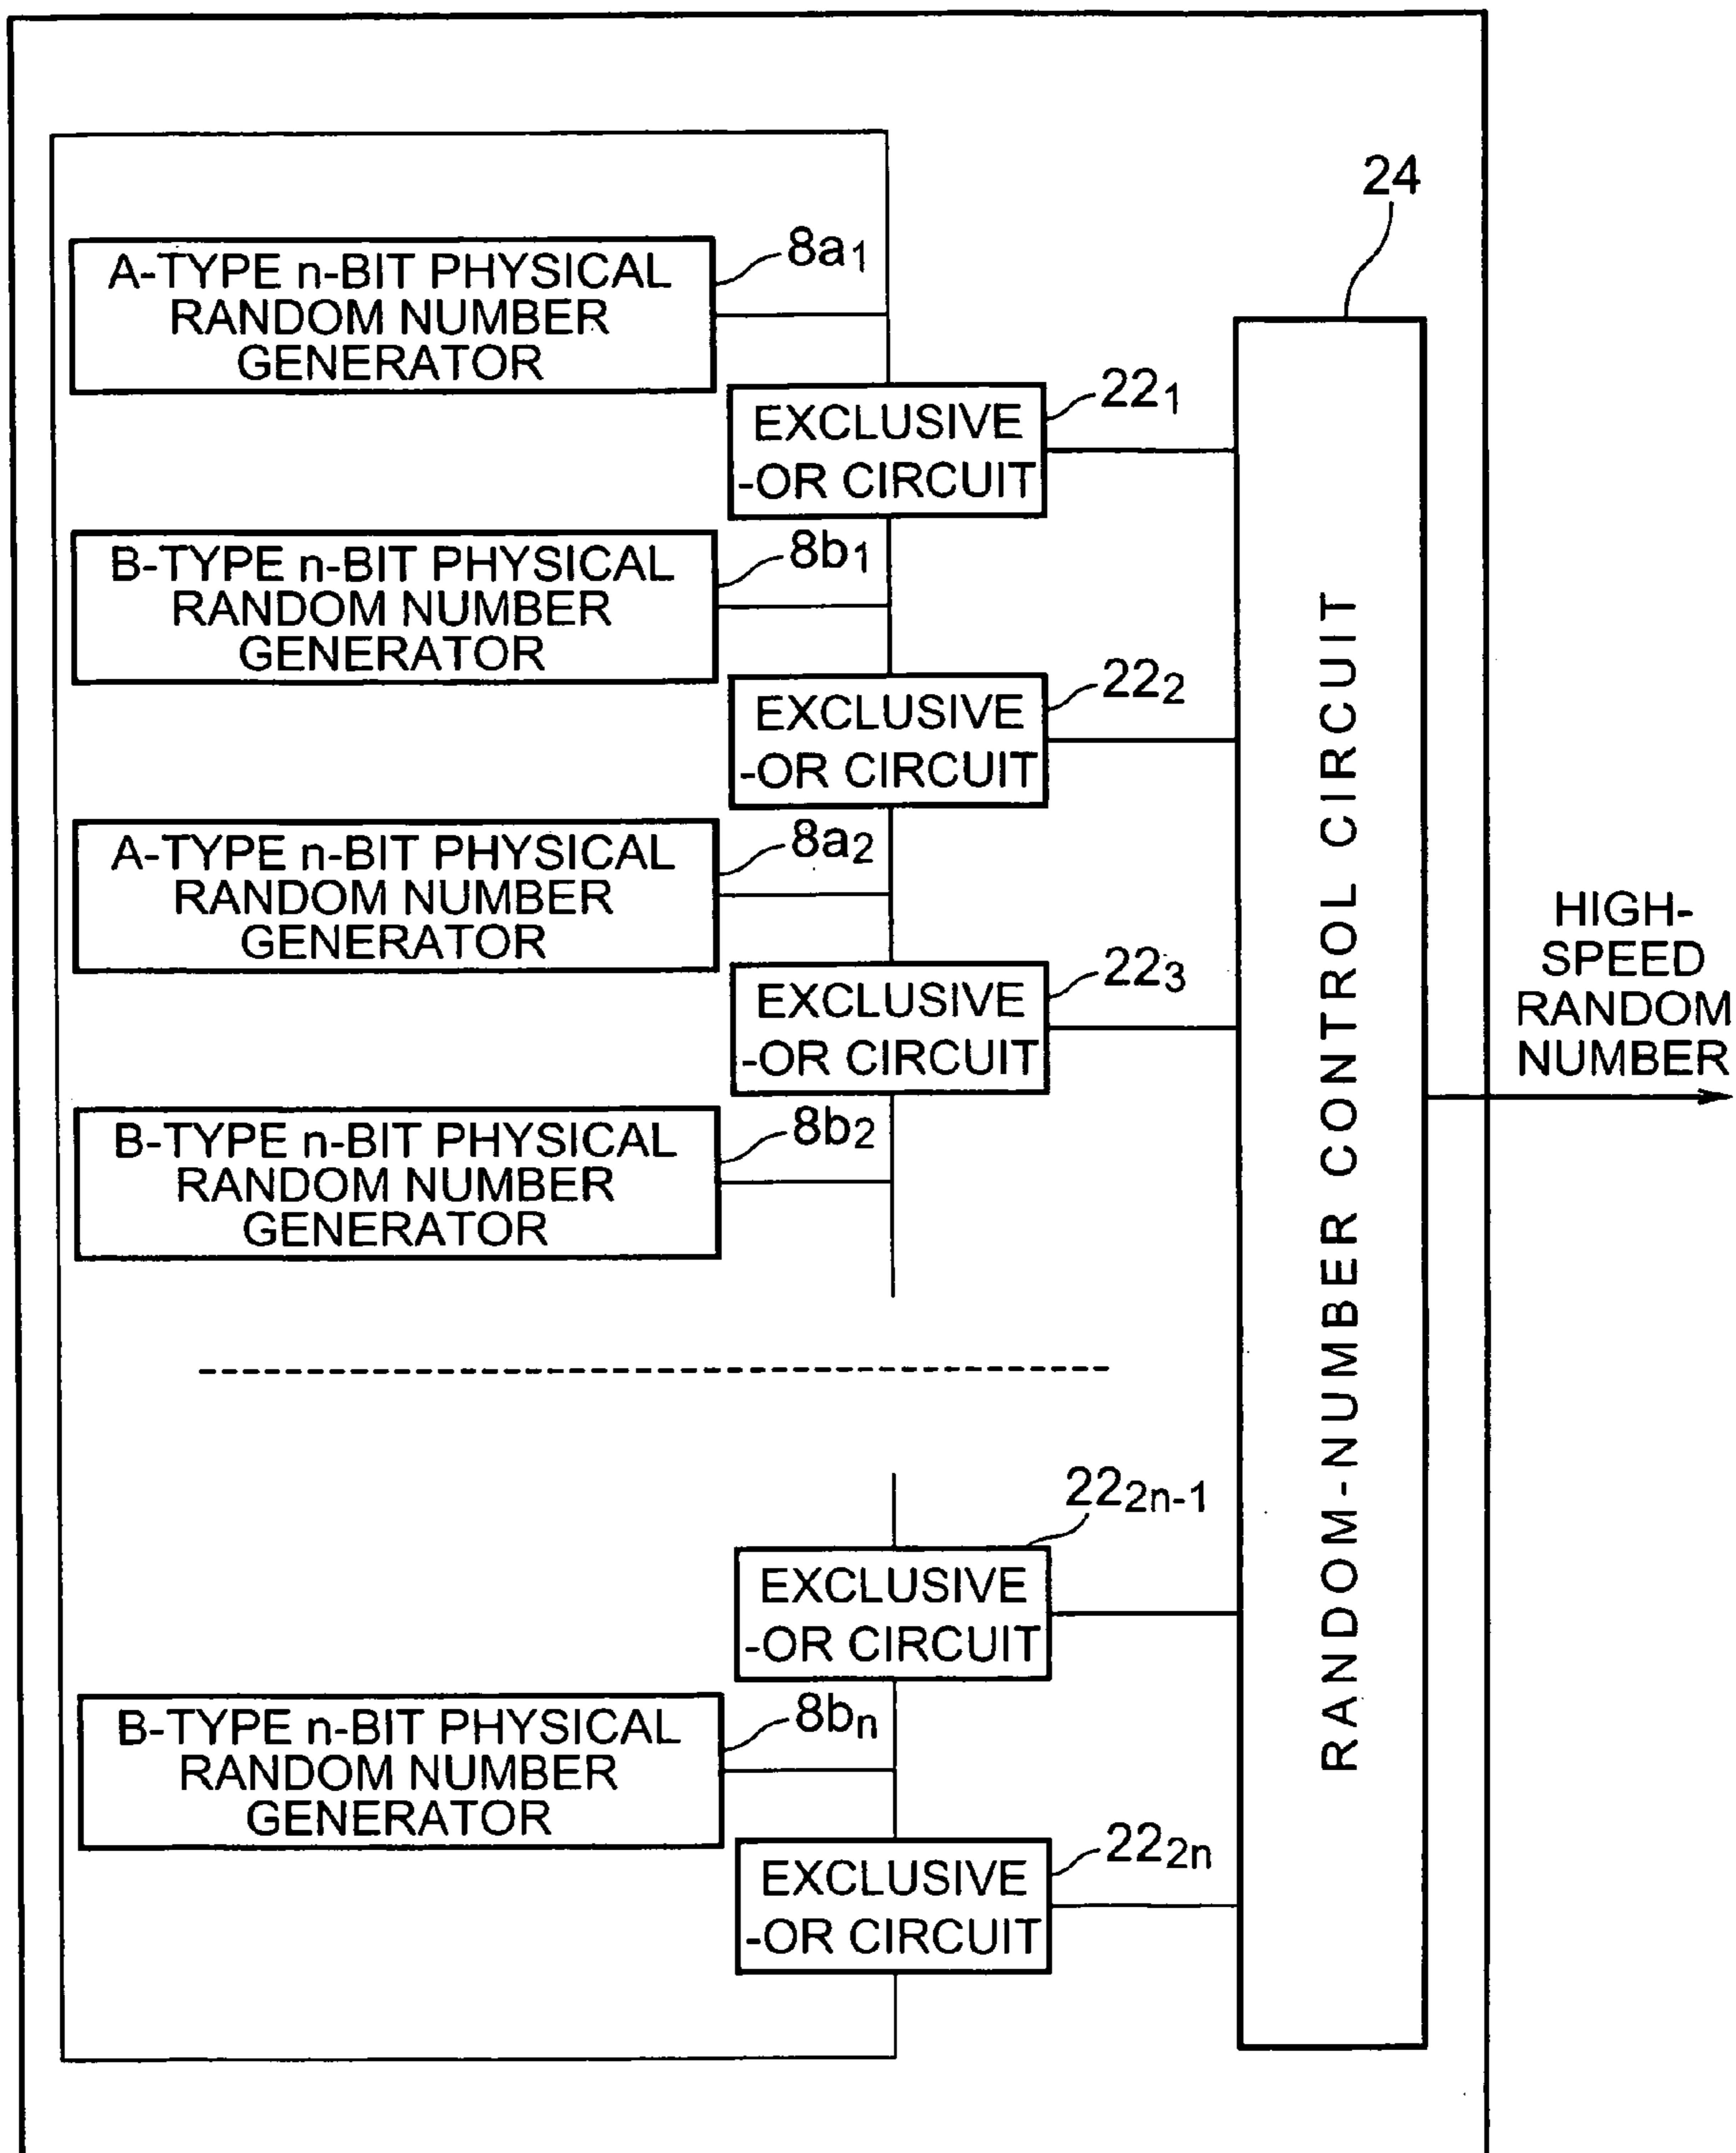 24
8a1
A-TYPE n-BIT PHYSICAL
RANDOM NUMBER
GENERATOR
221
EXCLUSIVE
-OR CIRCUIT
8b1
B-TYPE n-BIT PHYSICAL
RANDOM NUMBER
GENERATOR
222
EXCLUSIVE
-OR CIRCUIT
8a2
A-TYPE n-BIT PHYSICAL
RANDOM NUMBER
GENERATOR
223
EXCLUSIVE
-OR CIRCUIT
8b2
B-TYPE n-BIT PHYSICAL
RANDOM NUMBER
GENERATOR
222n-1
EXCLUSIVE
-OR CIRCUIT
8bn
B-TYPE n-BIT PHYSICAL
RANDOM NUMBER
GENERATOR
222n
EXCLUSIVE
-OR CIRCUIT
RANDOM-NUMBER CONTROL CIRCUIT
HIGH-
SPEED
RANDOM
NUMBER